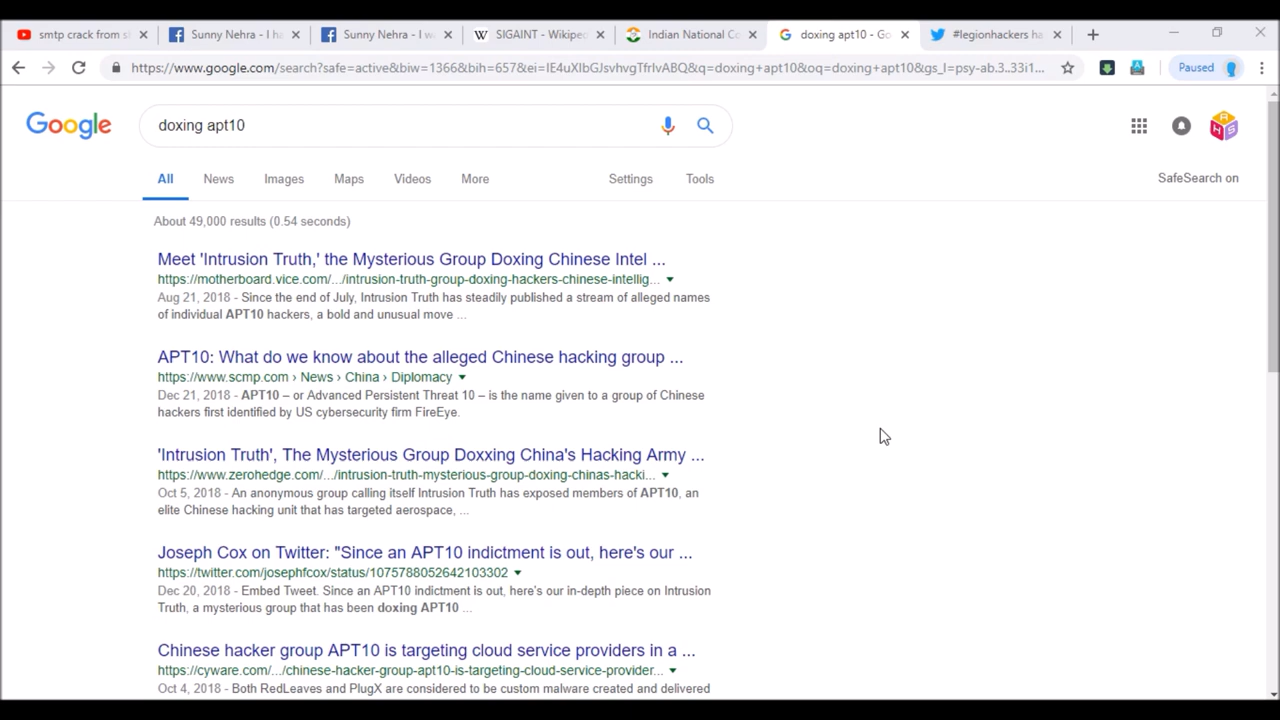 smtp crack from s
Sunny Nehra - I ha
Sunny Nehra - I w
SIGAINT - Wikiped
Indian National Co
doxing apt10 - Go
#legionhackers ha
https://www.google.com/search?safe=active&biw=1366&bih=657&ei=IE4uXIbGJsvhvgTfrIvABQ&q=doxing+apt10&oq=doxing+apt10&gs_l=psy-ab.3..33i1...
Paused
Google
doxing apt10
All News Images Maps Videos More Settings Tools
SafeSearch on
About 49,000 results (0.54 seconds)
Meet 'Intrusion Truth,' the Mysterious Group Doxing Chinese Intel ...
https://motherboard.vice.com/.../intrusion-truth-group-doxing-hackers-chinese-intellig...
Aug 21, 2018 - Since the end of July, Intrusion Truth has steadily published a stream of alleged names
of individual APT10 hackers, a bold and unusual move ...
APT10: What do we know about the alleged Chinese hacking group ...
https://www.scmp.com › News › China › Diplomacy
Dec 21, 2018 - APT10 – or Advanced Persistent Threat 10 – is the name given to a group of Chinese
hackers first identified by US cybersecurity firm FireEye.
'Intrusion Truth', The Mysterious Group Doxxing China's Hacking Army ...
https://www.zerohedge.com/.../intrusion-truth-mysterious-group-doxing-chinas-hacki...
Oct 5, 2018 - An anonymous group calling itself Intrusion Truth has exposed members of APT10, an
elite Chinese hacking unit that has targeted aerospace, ...
Joseph Cox on Twitter: "Since an APT10 indictment is out, here's our ...
https://twitter.com/josephfcox/status/1075788052642103302
Dec 20, 2018 - Embed Tweet. Since an APT10 indictment is out, here's our in-depth piece on Intrusion
Truth, a mysterious group that has been doxing APT10 ...
Chinese hacker group APT10 is targeting cloud service providers in a ...
https://cyware.com/.../chinese-hacker-group-apt10-is-targeting-cloud-service-provider...
Oct 4, 2018 - Both RedLeaves and PlugX are considered to be custom malware created and delivered